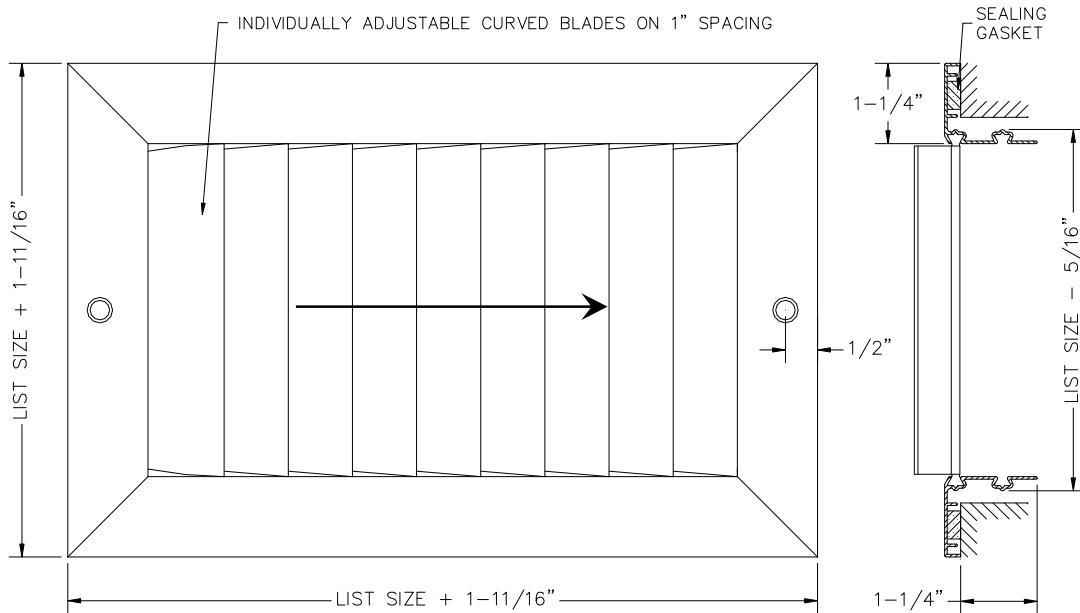 INDIVIDUALLY ADJUSTABLE CURVED BLADES ON 1” SPACING
SEALING
GASKET
1-1/4”
LIST SIZE + 1-11/16”
LIST SIZE - 5/16”
1/2”
LIST SIZE + 1-11/16”
1-1/4”